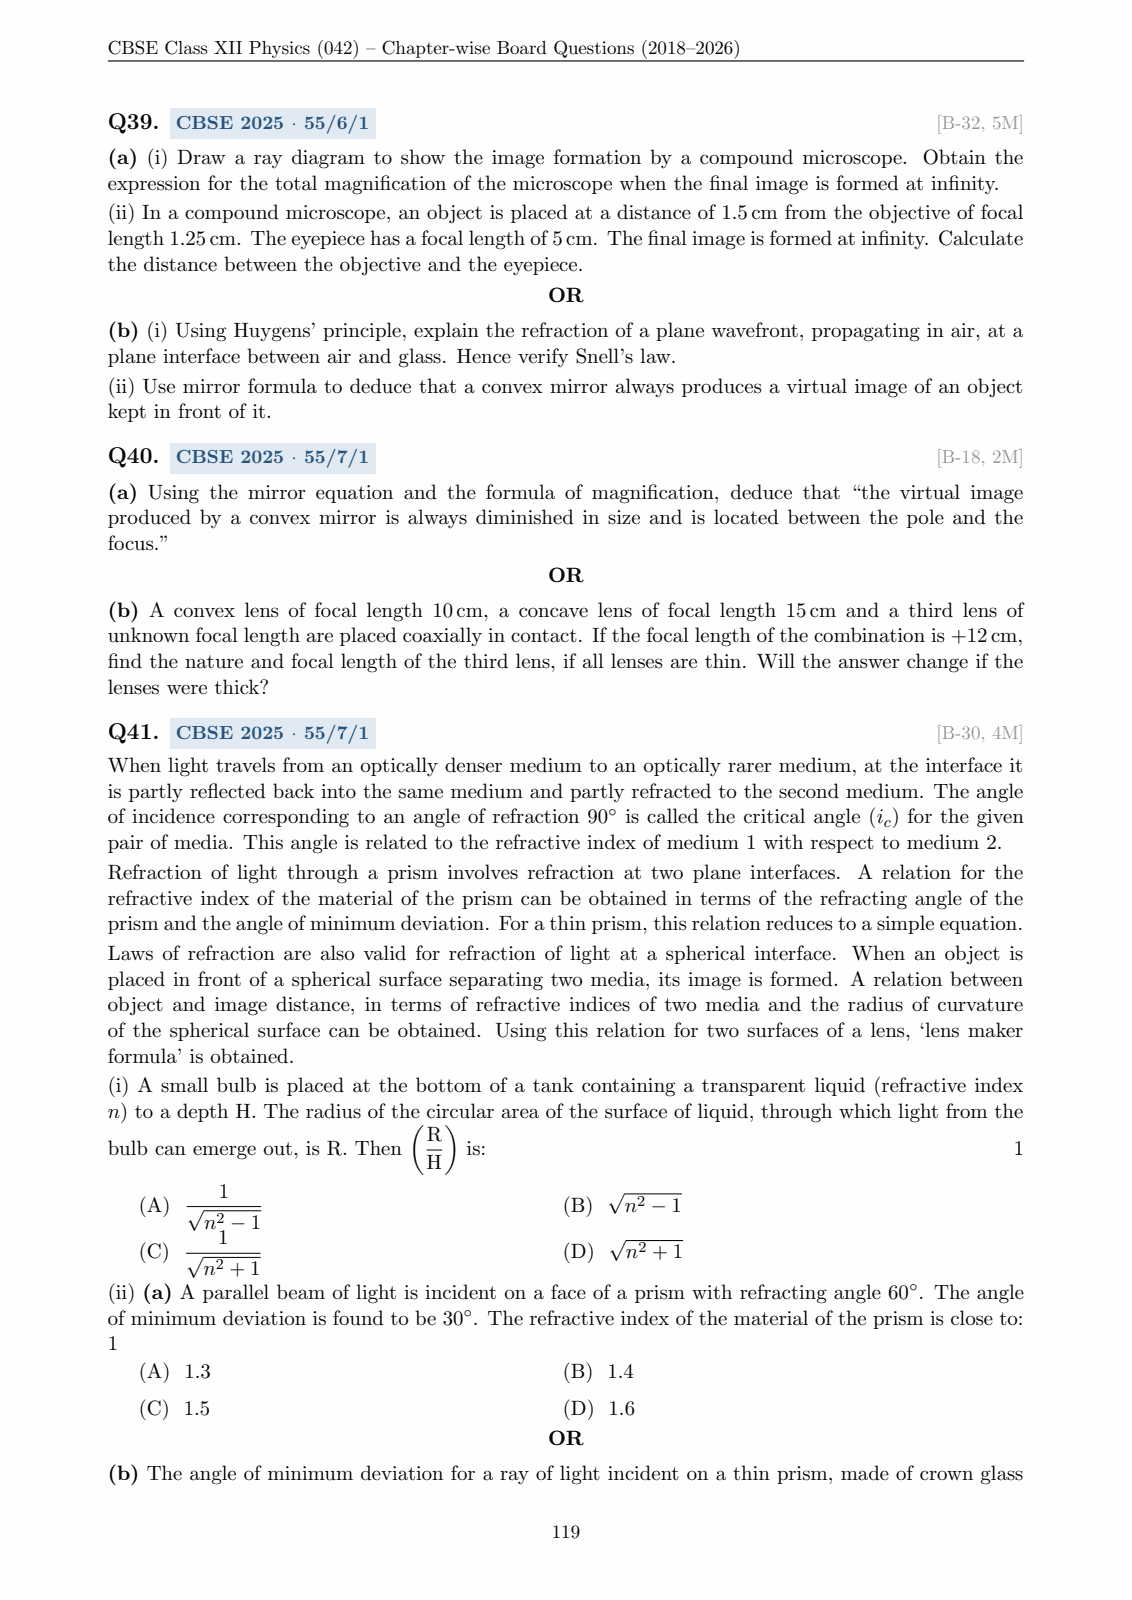 CBSE Class XII Physics (042) – Chapter-wise Board Questions (2018–2026)
Q39. CBSE 2025 · 55/6/1 [B-32, 5M]
(a) (i) Draw a ray diagram to show the image formation by a compound microscope. Obtain the
expression for the total magnification of the microscope when the final image is formed at infinity.
(ii) In a compound microscope, an object is placed at a distance of 1.5 cm from the objective of focal
length 1.25 cm. The eyepiece has a focal length of 5 cm. The final image is formed at infinity. Calculate
the distance between the objective and the eyepiece.
OR
(b) (i) Using Huygens’ principle, explain the refraction of a plane wavefront, propagating in air, at a
plane interface between air and glass. Hence verify Snell’s law.
(ii) Use mirror formula to deduce that a convex mirror always produces a virtual image of an object
kept in front of it.
Q40. CBSE 2025 · 55/7/1 [B-18, 2M]
(a) Using the mirror equation and the formula of magnification, deduce that “the virtual image
produced by a convex mirror is always diminished in size and is located between the pole and the
focus.”
OR
(b) A convex lens of focal length 10 cm, a concave lens of focal length 15 cm and a third lens of
unknown focal length are placed coaxially in contact. If the focal length of the combination is +12 cm,
find the nature and focal length of the third lens, if all lenses are thin. Will the answer change if the
lenses were thick?
Q41. CBSE 2025 · 55/7/1 [B-30, 4M]
When light travels from an optically denser medium to an optically rarer medium, at the interface it
is partly reflected back into the same medium and partly refracted to the second medium. The angle
of incidence corresponding to an angle of refraction 90° is called the critical angle (i_c) for the given
pair of media. This angle is related to the refractive index of medium 1 with respect to medium 2.
Refraction of light through a prism involves refraction at two plane interfaces. A relation for the
refractive index of the material of the prism can be obtained in terms of the refracting angle of the
prism and the angle of minimum deviation. For a thin prism, this relation reduces to a simple equation.
Laws of refraction are also valid for refraction of light at a spherical interface. When an object is
placed in front of a spherical surface separating two media, its image is formed. A relation between
object and image distance, in terms of refractive indices of two media and the radius of curvature
of the spherical surface can be obtained. Using this relation for two surfaces of a lens, ‘lens maker
formula’ is obtained.
(i) A small bulb is placed at the bottom of a tank containing a transparent liquid (refractive index
n) to a depth H. The radius of the circular area of the surface of liquid, through which light from the
bulb can emerge out, is R. Then (R/H) is: 1
(A) 1/√(n² − 1) (B) √(n² − 1)
(C) 1/√(n² + 1) (D) √(n² + 1)
(ii) (a) A parallel beam of light is incident on a face of a prism with refracting angle 60°. The angle
of minimum deviation is found to be 30°. The refractive index of the material of the prism is close to:
1
(A) 1.3 (B) 1.4
(C) 1.5 (D) 1.6
OR
(b) The angle of minimum deviation for a ray of light incident on a thin prism, made of crown glass
119